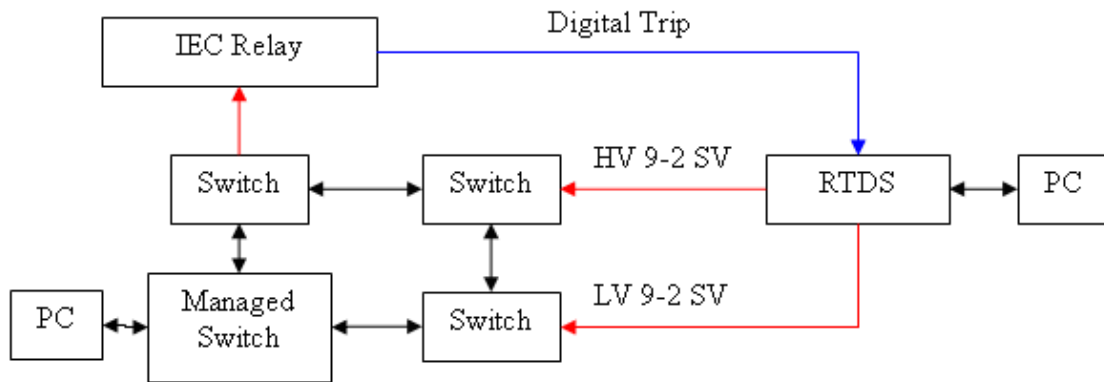 Digital Trip
IEC Relay
HV 9-2 SV
Switch
Switch
RTDS
PC
LV 9-2 SV
PC
Managed
Switch
Switch